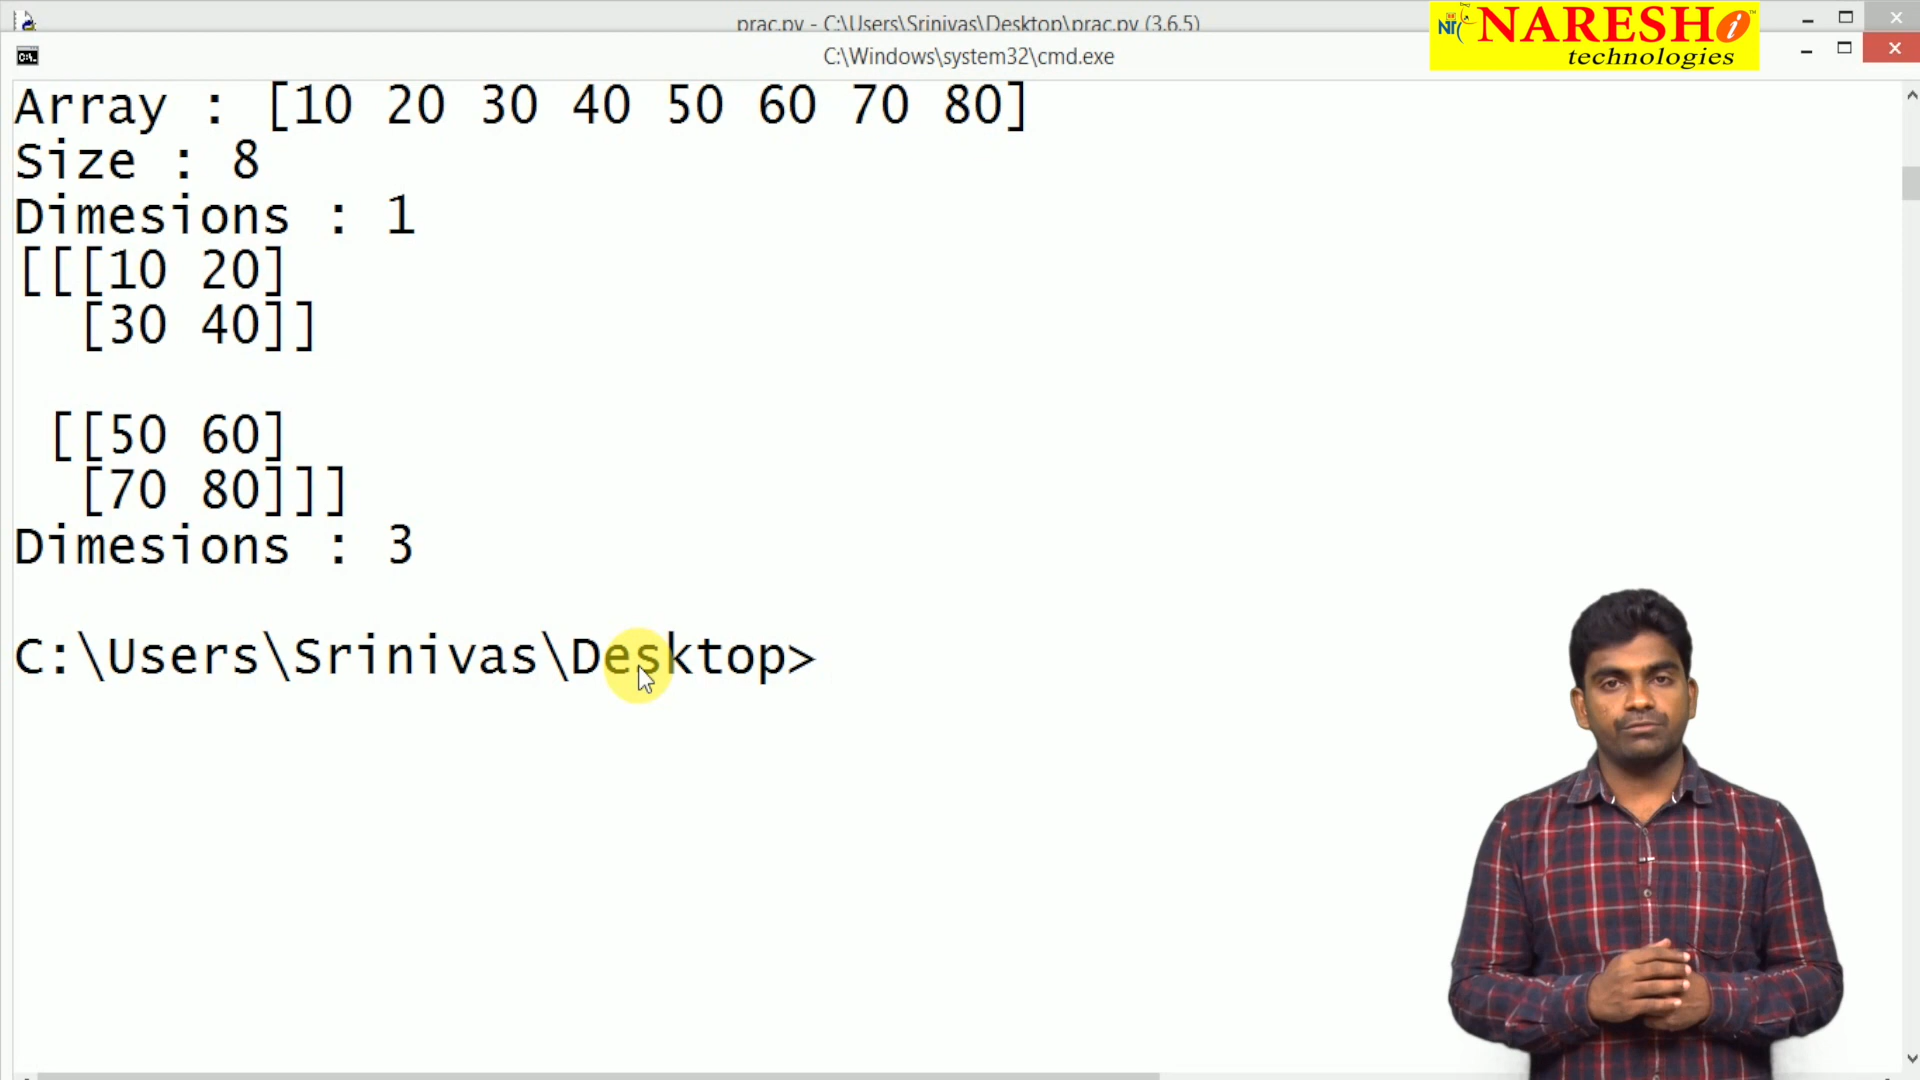 prac.py - C:\Users\Srinivas\Desktop\prac.py (3.6.5)
NARESH i
technologies
C:\Windows\system32\cmd.exe
Array : [10 20 30 40 50 60 70 80]
Size : 8
Dimesions : 1
[[[10 20]
[30 40]]
[[50 60]
[70 80]]]
Dimesions : 3
C:\Users\Srinivas\Desktop>